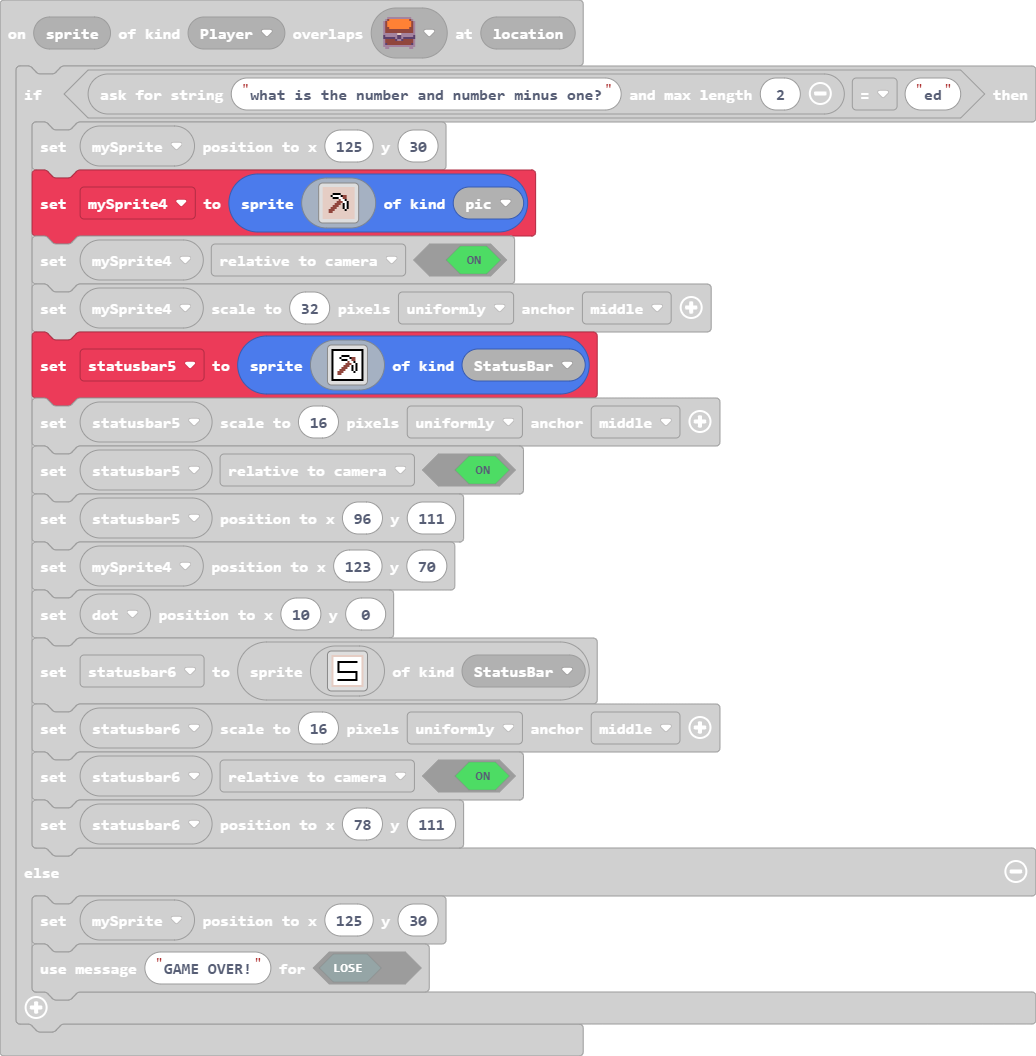 on sprite of kind Player overlaps at location
if ask for string "what is the number and number minus one?" and max length 2 = "ed" then
set mySprite position to x 125 y 30
set mySprite4 to sprite of kind pic
set mySprite4 relative to camera ON
set mySprite4 scale to 32 pixels uniformly anchor middle
set statusbar5 to sprite of kind StatusBar
set statusbar5 scale to 16 pixels uniformly anchor middle
set statusbar5 relative to camera ON
set statusbar5 position to x 96 y 111
set mySprite4 position to x 123 y 70
set dot position to x 10 y 0
set statusbar6 to sprite of kind StatusBar
set statusbar6 scale to 16 pixels uniformly anchor middle
set statusbar6 relative to camera ON
set statusbar6 position to x 78 y 111
else
set mySprite position to x 125 y 30
use message "GAME OVER!" for LOSE